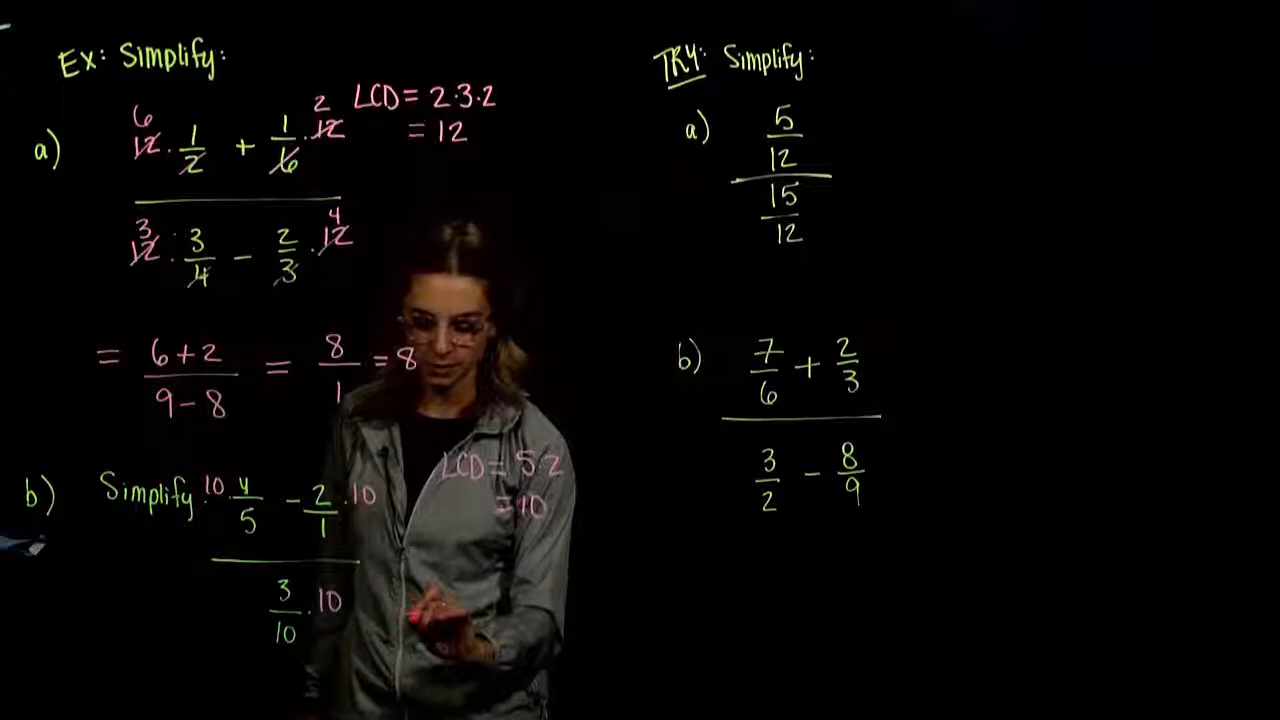 Ex: Simplify:
a) 6 12 · 1/2 + 1/6 · 12 2
LCD = 2·3·2
= 12
3 12 · 3/4 − 2/3 · 12 4
= 6+2 / 9−8 = 8/1 = 8
b) Simplify: 10 · 4/5 − 2/1 · 10
3/10 · 10
LCD = 5·2
= 10
TRY: Simplify:
a) 5/12
15/12
b) 7/6 + 2/3
3/2 − 8/9